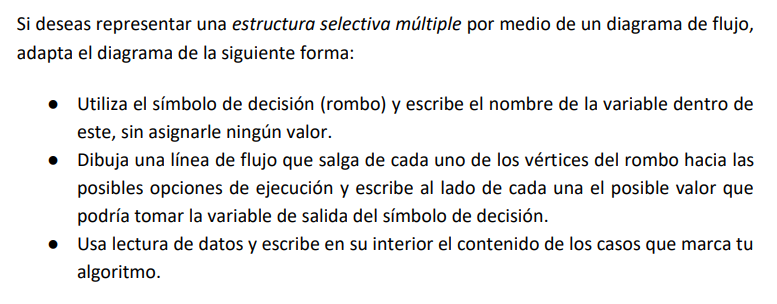 Si deseas representar una estructura selectiva múltiple por medio de un diagrama de flujo,
adapta el diagrama de la siguiente forma:
● Utiliza el símbolo de decisión (rombo) y escribe el nombre de la variable dentro de
este, sin asignarle ningún valor.
● Dibuja una línea de flujo que salga de cada uno de los vértices del rombo hacia las
posibles opciones de ejecución y escribe al lado de cada una el posible valor que
podría tomar la variable de salida del símbolo de decisión.
● Usa lectura de datos y escribe en su interior el contenido de los casos que marca tu
algoritmo.